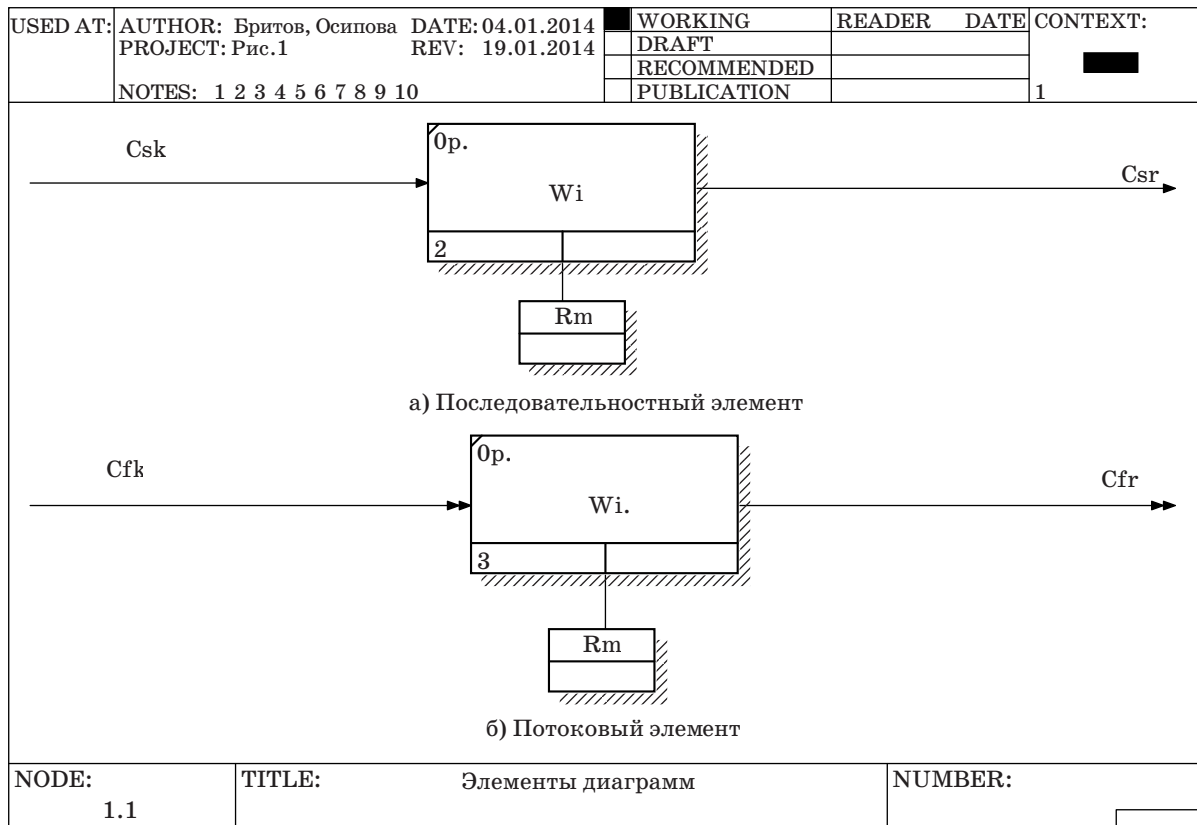 USED AT: AUTHOR: Бритов, Осипова DATE: 04.01.2014 WORKING READER DATE CONTEXT:
PROJECT: Рис.1 REV: 19.01.2014 DRAFT
RECOMMENDED
NOTES: 1 2 3 4 5 6 7 8 9 10 PUBLICATION 1
Csk
0р.
Wi
Csr
2
Rm
а) Последовательностный элемент
Cfk
0р.
Wi.
Cfr
3
Rm
б) Потоковый элемент
NODE: TITLE: Элементы диаграмм NUMBER:
1.1